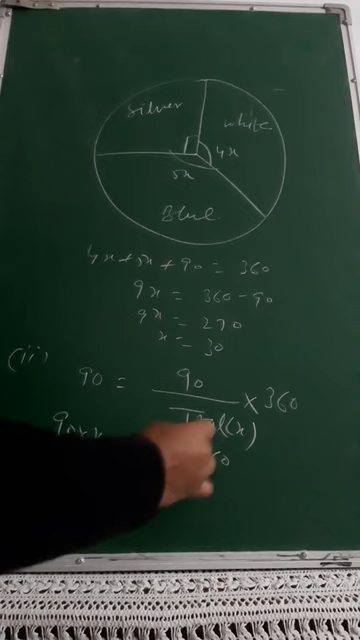 Silver
white
4x
5x
Blue
4x + 5x + 90 = 360
9x = 360 - 90
9x = 270
x = 30
(ii)
90 = 90 / Total(x) × 360